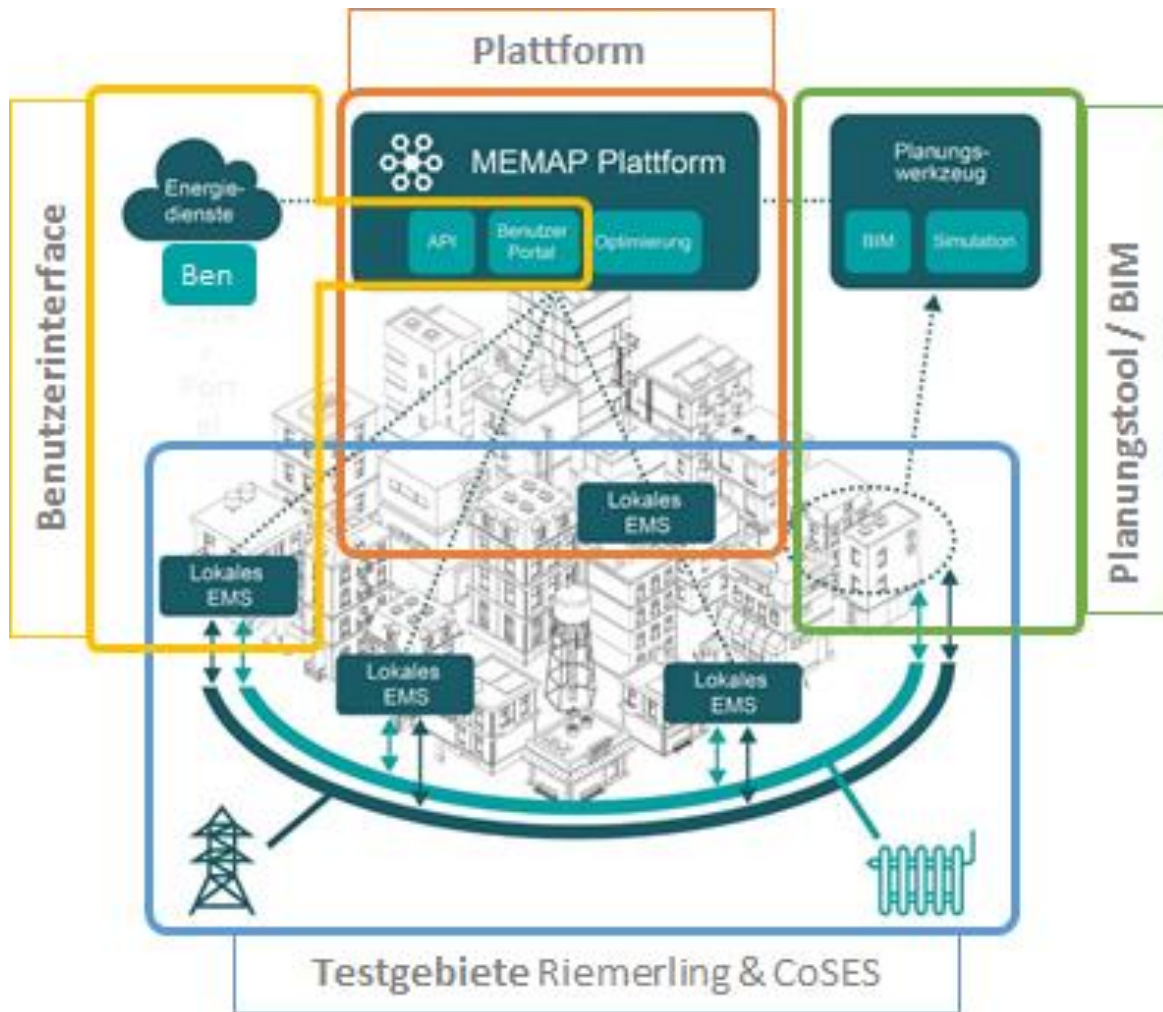 Plattform
MEMAP Plattform
API
Benutzer
Portal
Optimierung
Energie-
dienste
Ben
Planungs-
werkzeug
BIM
Simulation
Benutzerinterface
Planungstool / BIM
Lokales
EMS
Lokales
EMS
Lokales
EMS
Lokales
EMS
Testgebiete Riemerling & CoSES